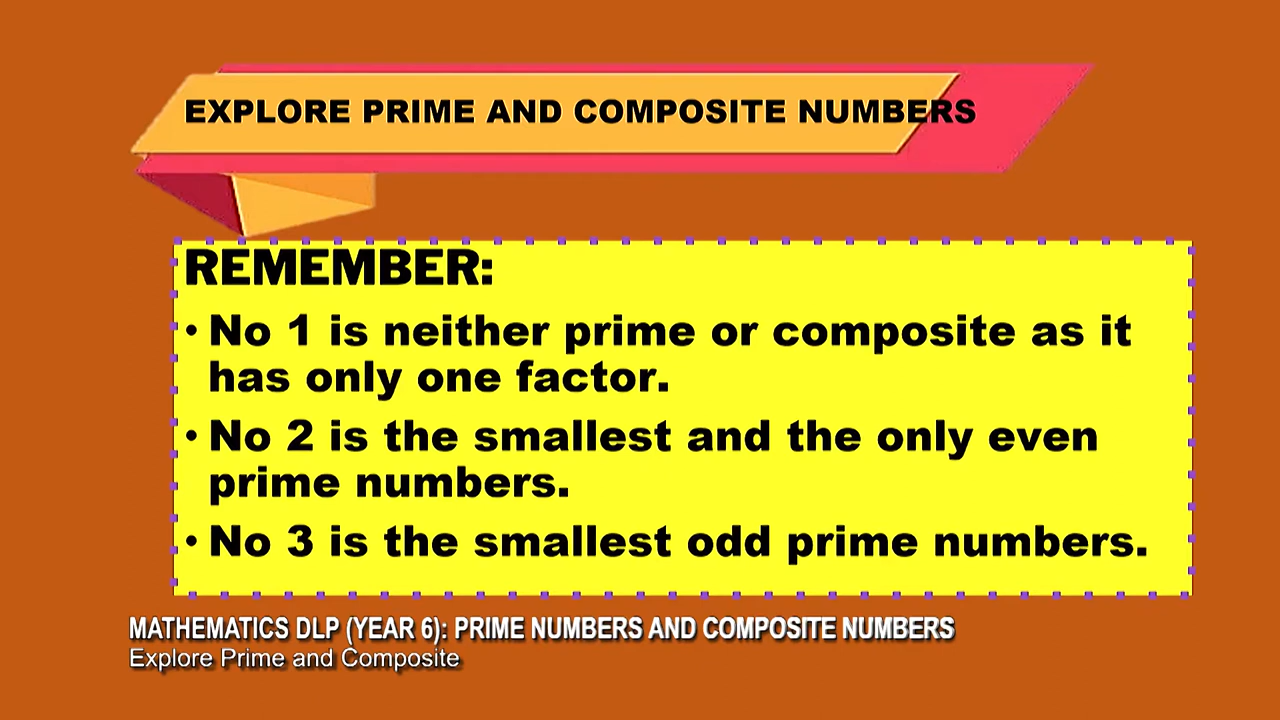 EXPLORE PRIME AND COMPOSITE NUMBERS
REMEMBER:
• No 1 is neither prime or composite as it
has only one factor.
• No 2 is the smallest and the only even
prime numbers.
• No 3 is the smallest odd prime numbers.
MATHEMATICS DLP (YEAR 6): PRIME NUMBERS AND COMPOSITE NUMBERS
Explore Prime and Composite